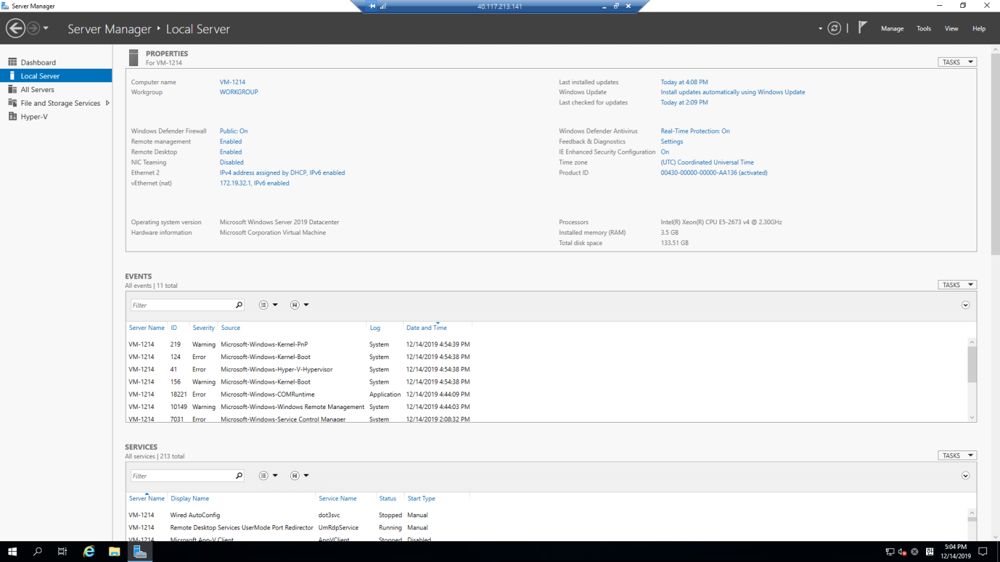 Server Manager
40.117.213.141
Server Manager ‣ Local Server
Manage Tools View Help
Dashboard
Local Server
All Servers
File and Storage Services
Hyper-V
PROPERTIES
For VM-1214
TASKS
Computer name VM-1214
Workgroup WORKGROUP
Last installed updates Today at 4:08 PM
Windows Update Install updates automatically using Windows Update
Last checked for updates Today at 2:09 PM
Windows Defender Firewall Public: On
Remote management Enabled
Remote Desktop Enabled
NIC Teaming Disabled
Ethernet 2 IPv4 address assigned by DHCP, IPv6 enabled
vEthernet (nat) 172.19.32.1, IPv6 enabled
Windows Defender Antivirus Real-Time Protection: On
Feedback & Diagnostics Settings
IE Enhanced Security Configuration On
Time zone (UTC) Coordinated Universal Time
Product ID 00430-00000-00000-AA136 (activated)
Operating system version Microsoft Windows Server 2019 Datacenter
Hardware information Microsoft Corporation Virtual Machine
Processors Intel(R) Xeon(R) CPU E5-2673 v4 @ 2.30GHz
Installed memory (RAM) 3.5 GB
Total disk space 133.51 GB
EVENTS
All events | 11 total
TASKS
Filter
Server Name ID Severity Source Log Date and Time
VM-1214 219 Warning Microsoft-Windows-Kernel-PnP System 12/14/2019 4:54:39 PM
VM-1214 124 Error Microsoft-Windows-Kernel-Boot System 12/14/2019 4:54:38 PM
VM-1214 41 Error Microsoft-Windows-Hyper-V-Hypervisor System 12/14/2019 4:54:38 PM
VM-1214 156 Warning Microsoft-Windows-Kernel-Boot System 12/14/2019 4:54:38 PM
VM-1214 18221 Error Microsoft-Windows-COMRuntime Application 12/14/2019 4:44:09 PM
VM-1214 10149 Warning Microsoft-Windows-Windows Remote Management System 12/14/2019 4:44:03 PM
VM-1214 7031 Error Microsoft-Windows-Service Control Manager System 12/14/2019 2:08:32 PM
SERVICES
All services | 213 total
TASKS
Filter
Server Name Display Name Service Name Status Start Type
VM-1214 Wired AutoConfig dot3svc Stopped Manual
VM-1214 Remote Desktop Services UserMode Port Redirector UmRdpService Running Manual
VM-1214 Microsoft App-V Client AppVClient Stopped Disabled
5:04 PM
12/14/2019